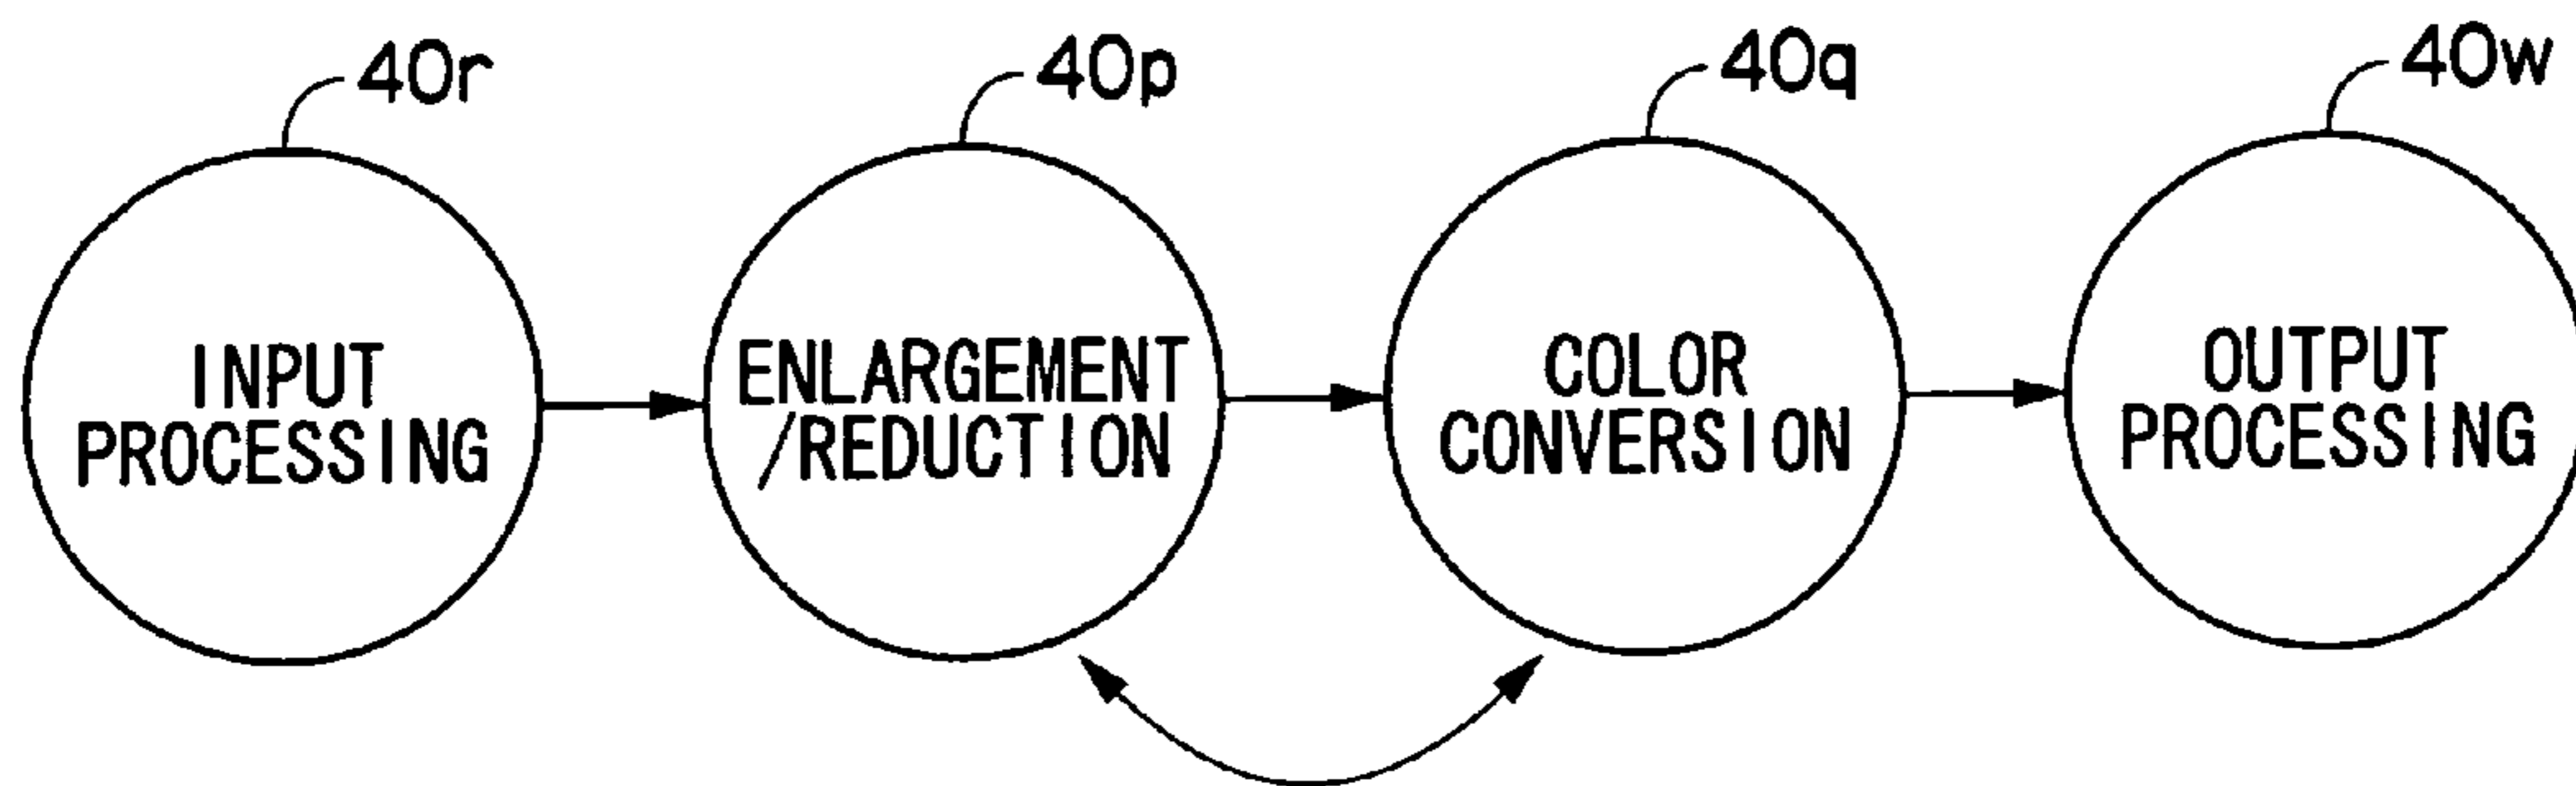 40r
40p
40q
40w
INPUT
PROCESSING
ENLARGEMENT
/REDUCTION
COLOR
CONVERSION
OUTPUT
PROCESSING